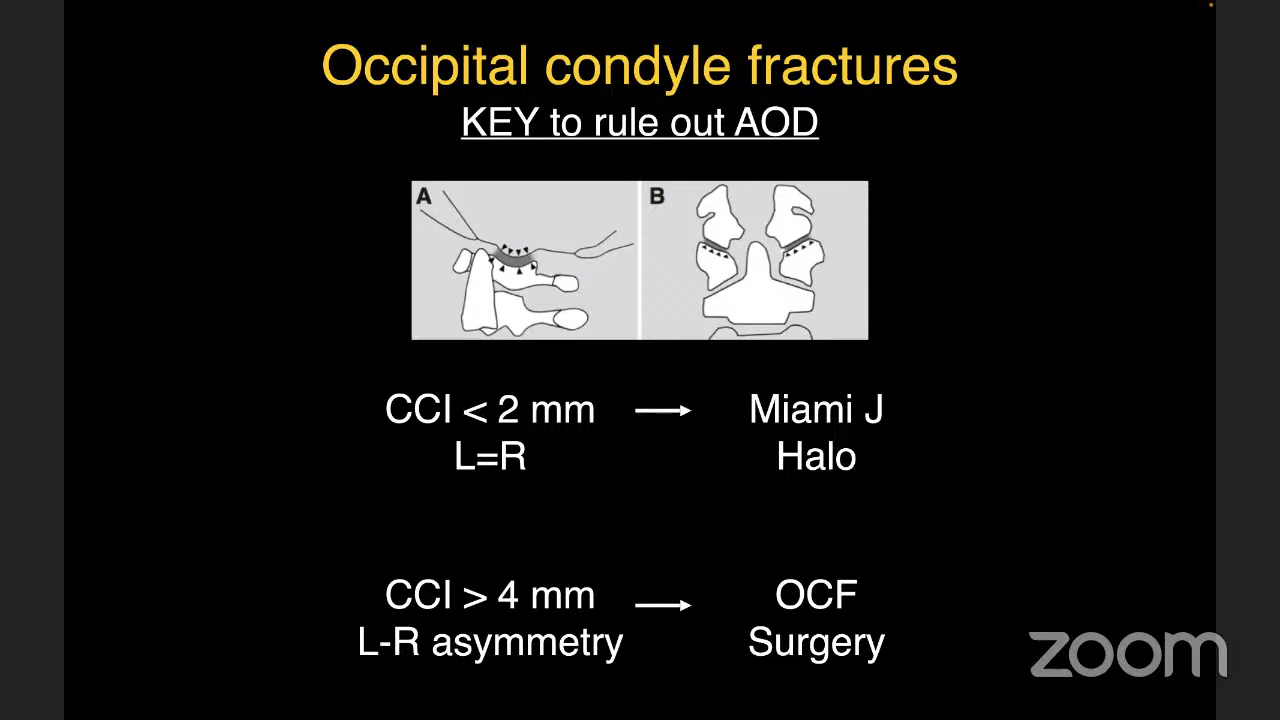 Occipital condyle fractures
KEY to rule out AOD
A
B
CCI < 2 mm → Miami J
L=R Halo
CCI > 4 mm → OCF
L-R asymmetry Surgery
zoom